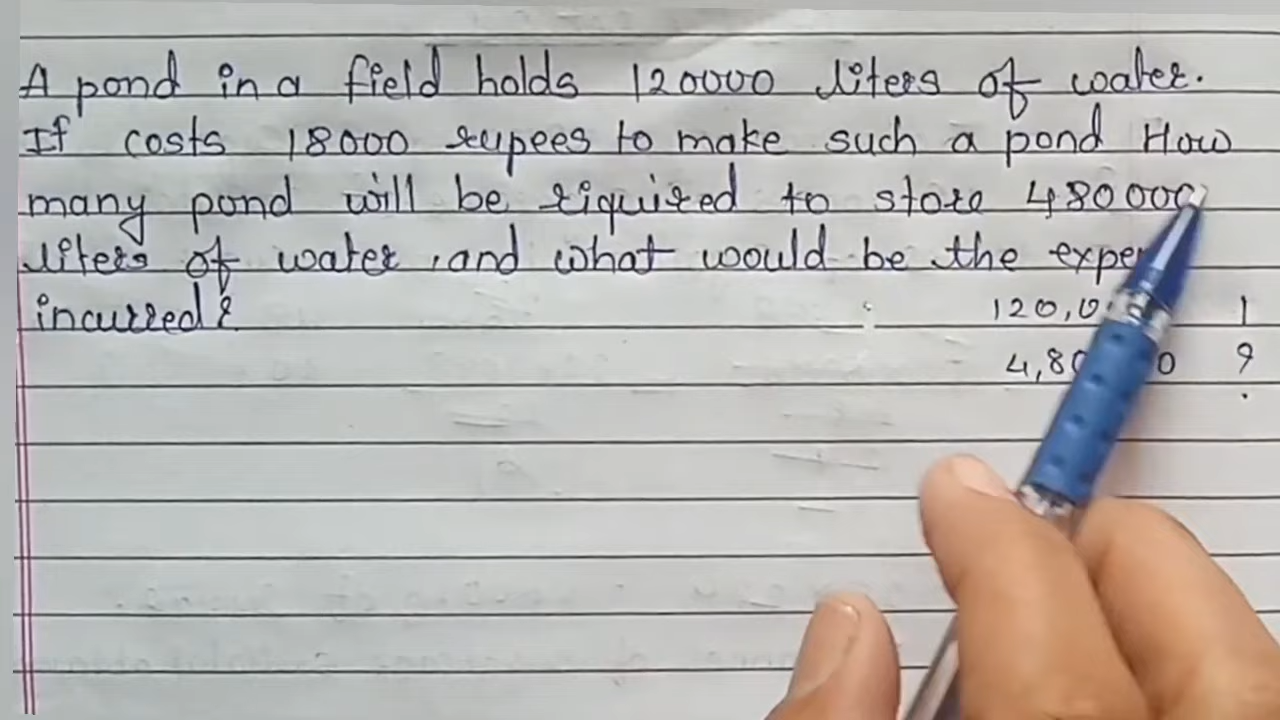 A pond in a field holds 120000 liters of water.
If costs 18000 rupees to make such a pond How
many pond will be riquired to store 480000
liters of water, and what would be the
incurred?
1
?